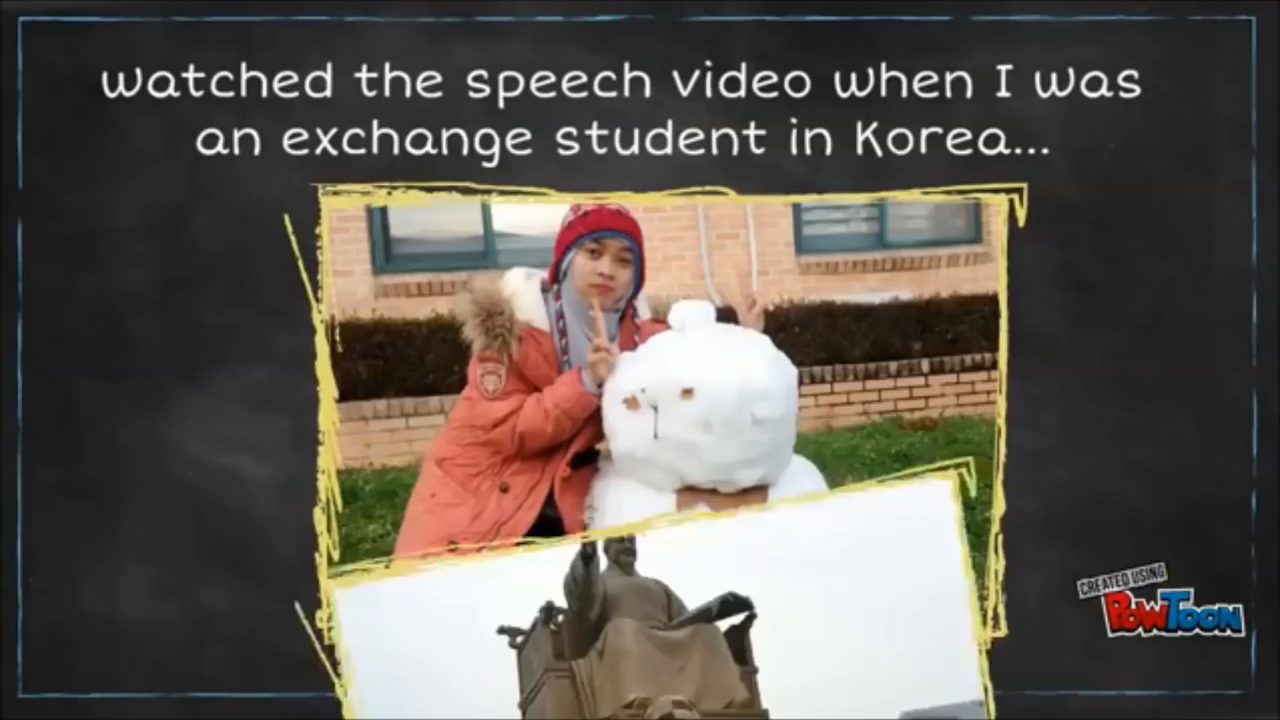 watched the speech video when I was
an exchange student in Korea...
CREATED USING
POWTOON